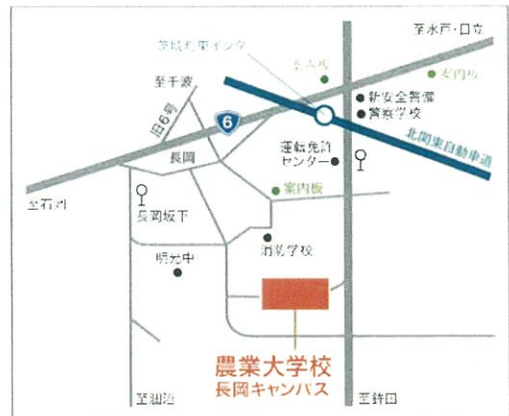 至水戸・日立
茨城町東インター
案内板
案内板
至千波
新安全警備
警察学校
旧6号
6
北関東自動車道
運転免許
センター
長岡
案内板
至石岡
長岡坂下
消防学校
明光中
農業大学校
長岡キャンパス
至涸沼
至鉾田